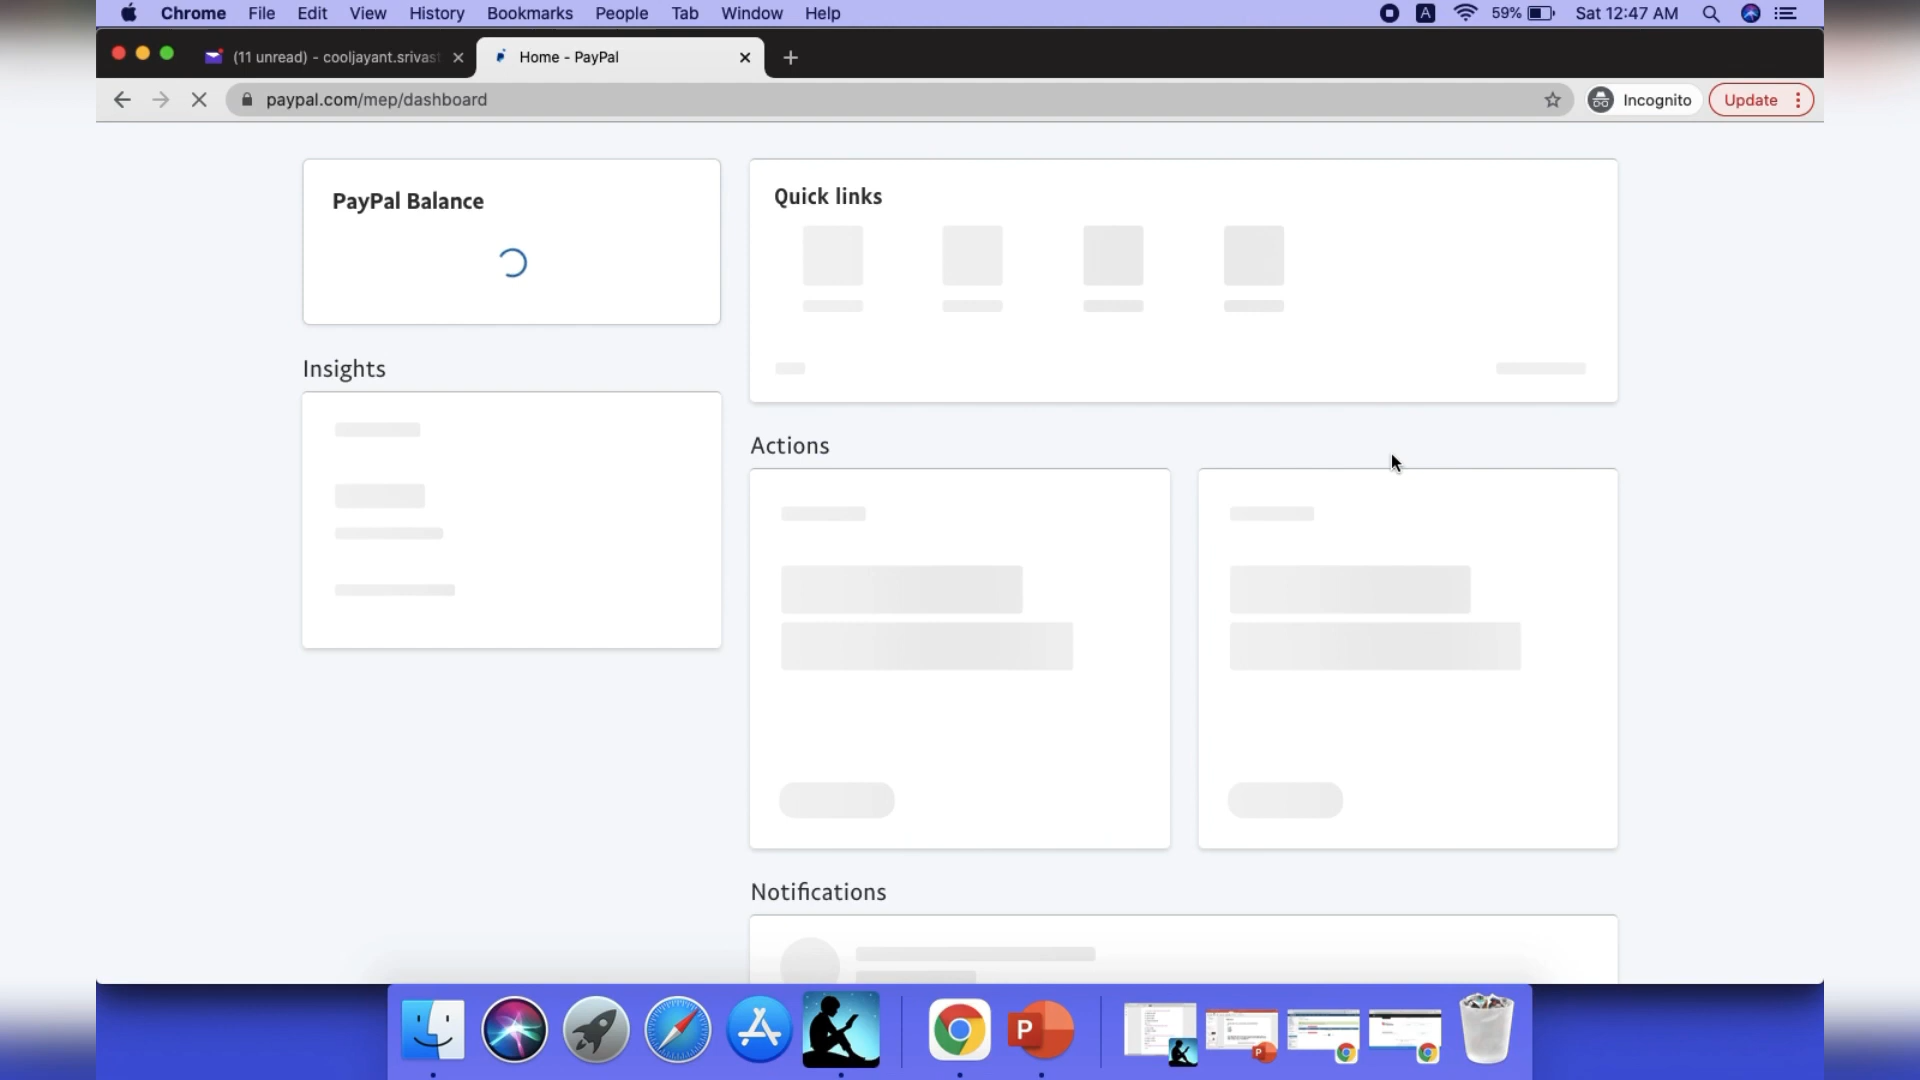 Chrome File Edit View History Bookmarks People Tab Window Help A 59% Sat 12:47 AM
(11 unread) - cooljayant.srivast Home - PayPal
paypal.com/mep/dashboard Incognito Update
PayPal Balance
Quick links
Insights
Actions
Notifications
P
P